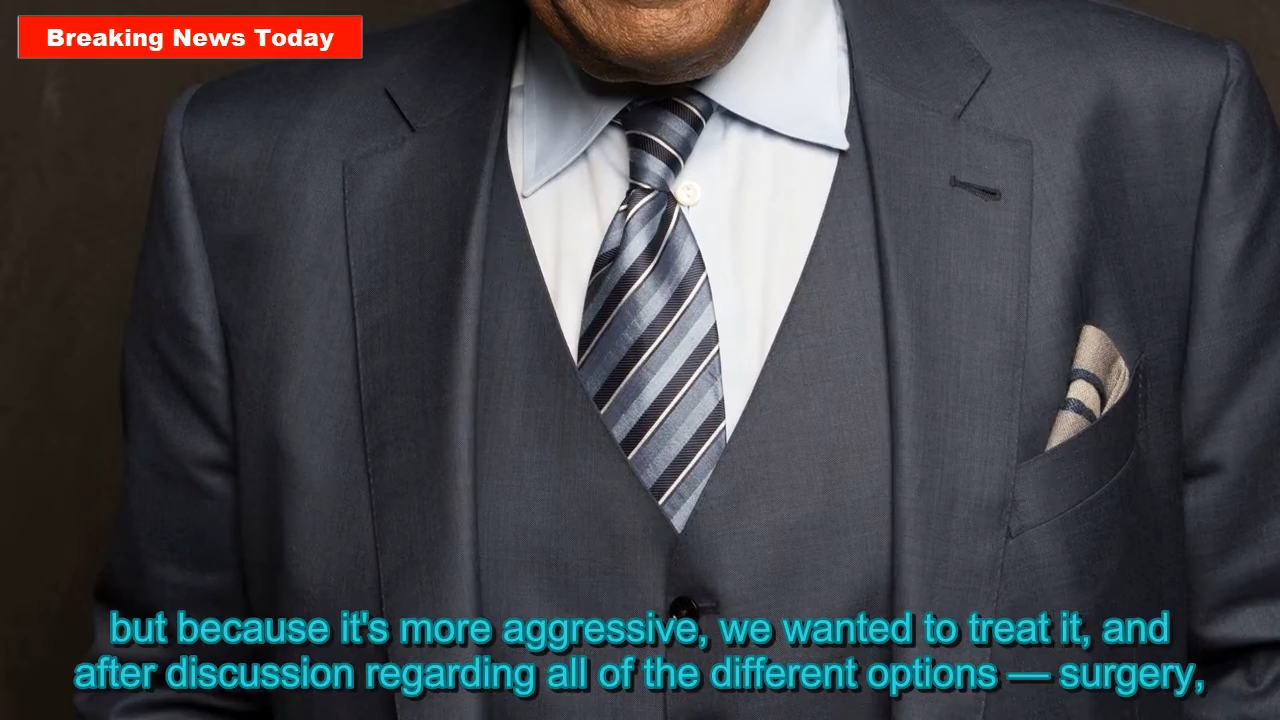 Breaking News Today
but because it's more aggressive, we wanted to treat it, and
after discussion regarding all of the different options — surgery,